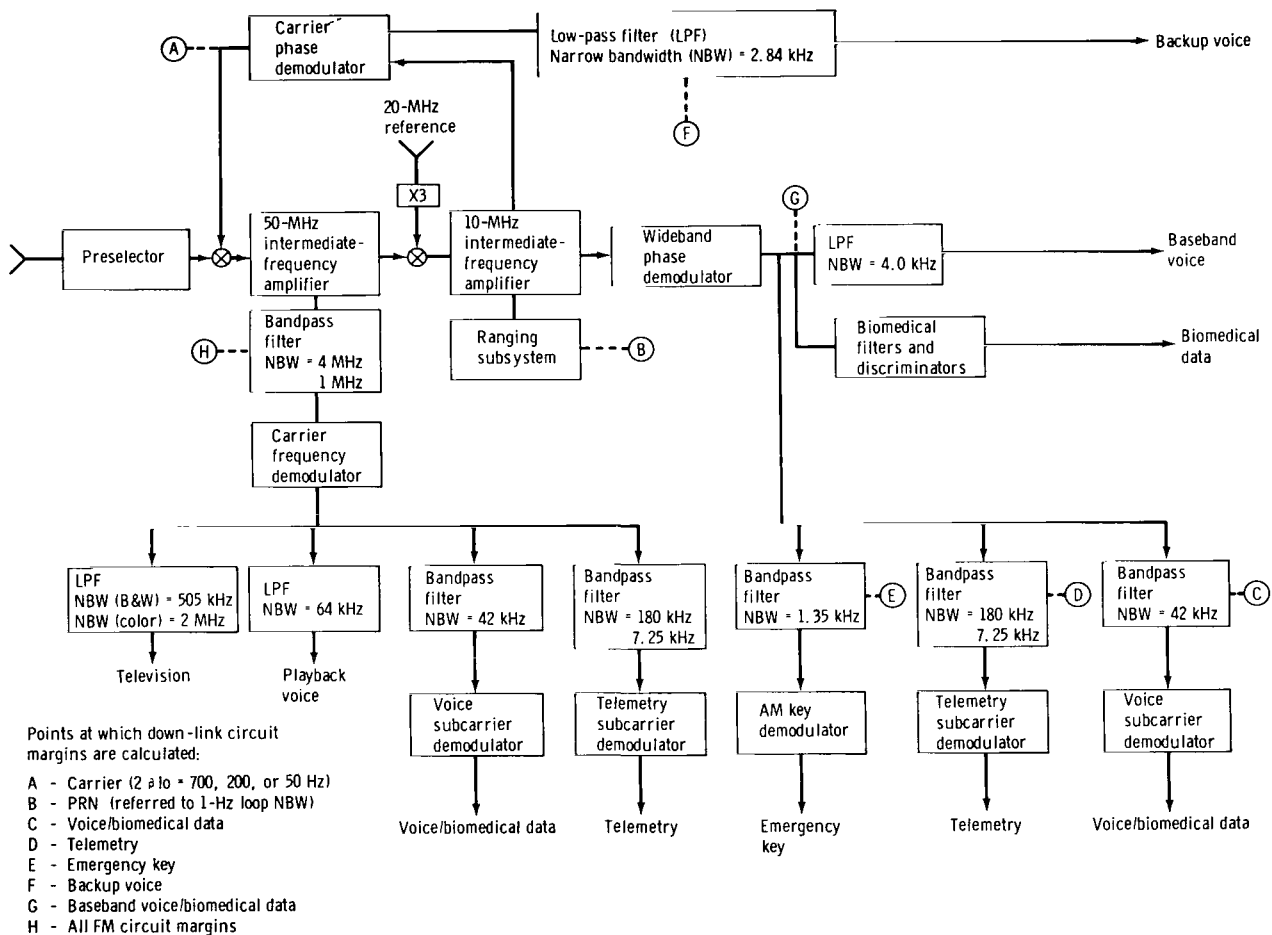 Carrier
phase
demodulator
A
Low-pass filter (LPF)
Narrow bandwidth (NBW) = 2.84 kHz
Backup voice
F
20-MHz
reference
X3
G
Preselector
50-MHz
intermediate-
frequency
amplifier
10-MHz
intermediate-
frequency
amplifier
Wideband
phase
demodulator
LPF
NBW = 4.0 kHz
Baseband
voice
H
Bandpass
filter
NBW = 4 MHz
1 MHz
Ranging
subsystem
B
Biomedical
filters and
discriminators
Biomedical
data
Carrier
frequency
demodulator
LPF
NBW (B&W) = 505 kHz
NBW (color) = 2 MHz
LPF
NBW = 64 kHz
Bandpass
filter
NBW = 42 kHz
Bandpass
filter
NBW = 180 kHz
7.25 kHz
Bandpass
filter
NBW = 1.35 kHz
E
Bandpass
filter
NBW = 180 kHz
7.25 kHz
D
Bandpass
filter
NBW = 42 kHz
C
Television
Playback
voice
Voice
subcarrier
demodulator
Telemetry
subcarrier
demodulator
AM key
demodulator
Telemetry
subcarrier
demodulator
Voice
subcarrier
demodulator
Voice/biomedical data
Telemetry
Emergency
key
Telemetry
Voice/biomedical data
Points at which down-link circuit
margins are calculated:
A - Carrier (2 = 700, 200, or 50 Hz)
B - PRN (referred to 1-Hz loop NBW)
C - Voice/biomedical data
D - Telemetry
E - Emergency key
F - Backup voice
G - Baseband voice/biomedical data
H - All FM circuit margins